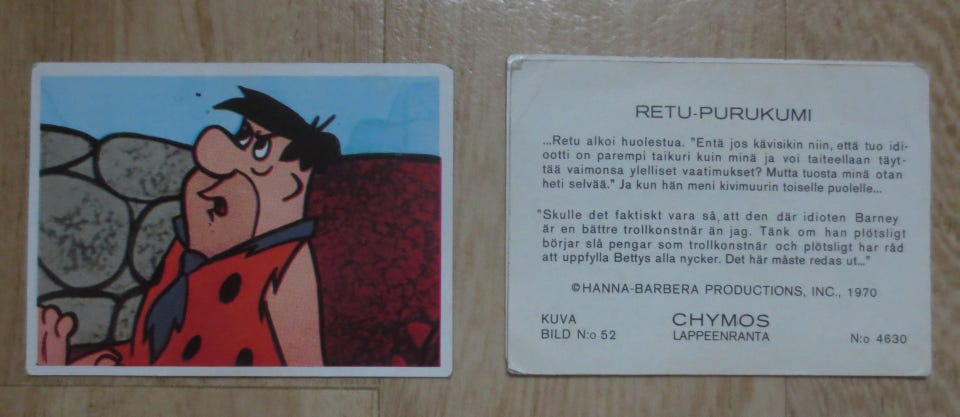 RETU-PURUKUMI
...Retu alkoi huolestua. "Entä jos kävisikin niin, että tuo idi-
ootti on parempi taikuri kuin minä ja voi taiteellaan täyt-
tää vaimonsa ylelliset vaatimukset? Mutta tuosta minä otan
heti selvää." Ja kun hän meni kivimuurin toiselle puolelle...
"Skulle det faktiskt vara så, att den där idioten Barney
är en bättre trollkonstnär än jag. Tänk om han plötsligt
börjar slå pengar som trollkonstnär och plötsligt har råd
att uppfylla Bettys alla nycker. Det här måste redas ut..."
©HANNA-BARBERA PRODUCTIONS, INC., 1970
KUVA CHYMOS
BILD N:o 52 LAPPEENRANTA N:o 4630